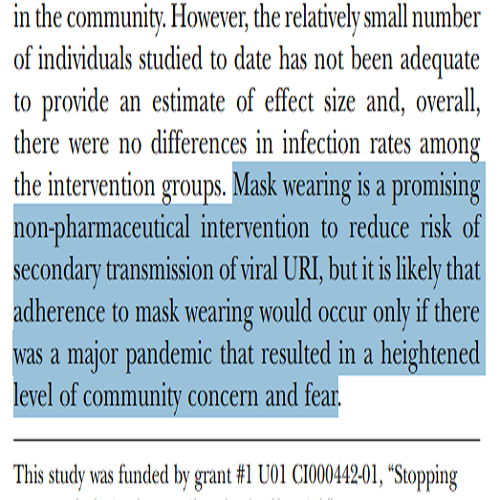 in the community. However, the relatively small number
of individuals studied to date has not been adequate
to provide an estimate of effect size and, overall,
there were no differences in infection rates among
the intervention groups. Mask wearing is a promising
non-pharmaceutical intervention to reduce risk of
secondary transmission of viral URI, but it is likely that
adherence to mask wearing would occur only if there
was a major pandemic that resulted in a heightened
level of community concern and fear.
This study was funded by grant #1 U01 CI000442-01, “Stopping